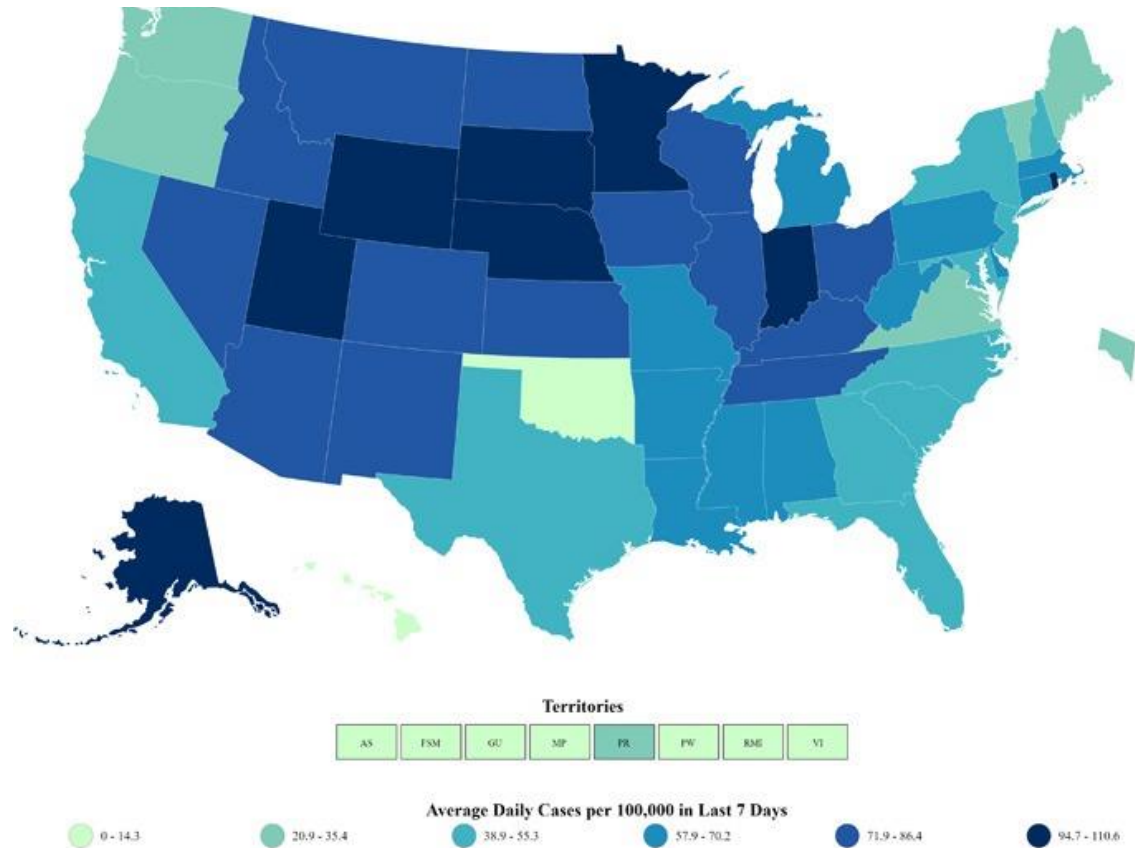 Territories
AS FSM GU MP PR PW RMI VI
Average Daily Cases per 100,000 in Last 7 Days
0 - 14.3 20.9 - 35.4 38.9 - 55.3 57.9 - 70.2 71.9 - 86.4 94.7 - 110.6